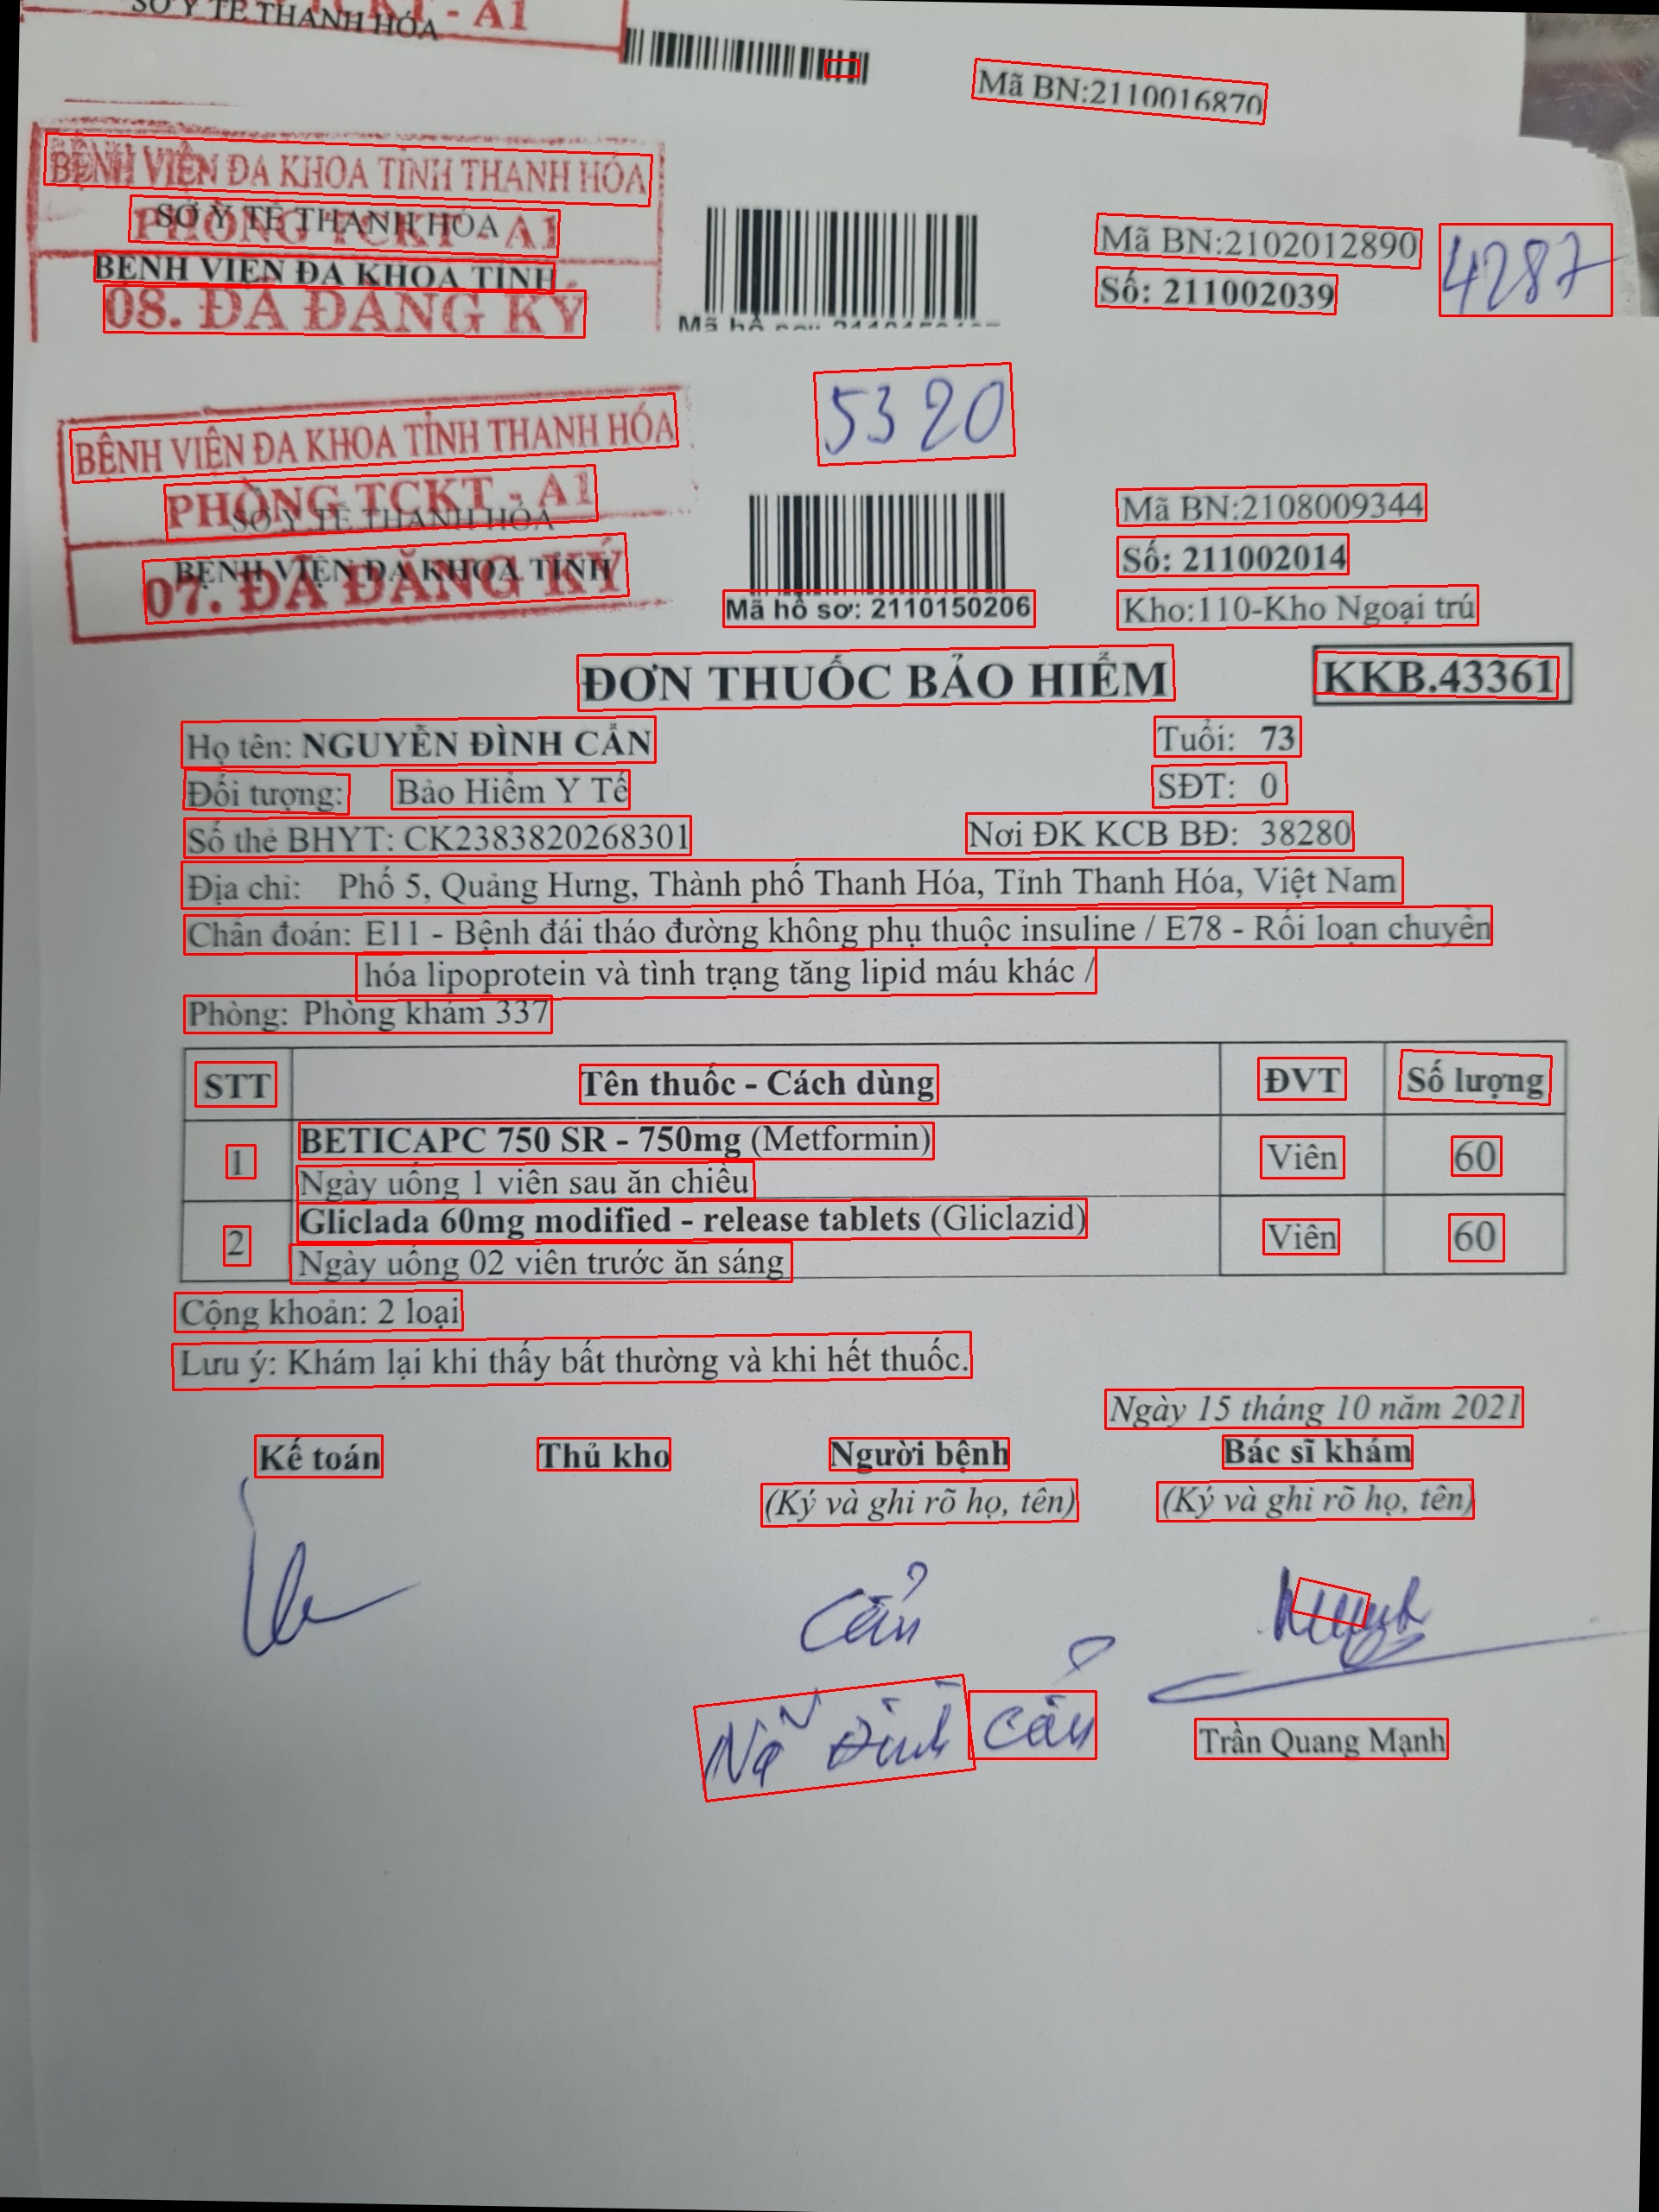 TCKT - A1
SỞ Y TẾ THANH HÓA
Mã BN:2110016870
BỆNH VIỆN ĐA KHOA TỈNH THANH HÓA
PHÒNG TCKT - A1
SỞ Y TẾ THANH HÓA
BỆNH VIỆN ĐA KHOA TỈNH
08. ĐÃ ĐĂNG KÝ
Mã BN:2102012890
Số: 211002039
4287
Mã hồ sơ:
5320
BỆNH VIỆN ĐA KHOA TỈNH THANH HÓA
PHÒNG TCKT - A1
SỞ Y TẾ THANH HÓA
BỆNH VIỆN ĐA KHOA TỈNH
07. ĐÃ ĐĂNG KÝ
Mã hồ sơ: 2110150206
Mã BN:2108009344
Số: 211002014
Kho:110-Kho Ngoại trú
ĐƠN THUỐC BẢO HIỂM KKB.43361
Họ tên: NGUYỄN ĐÌNH CẨN Tuổi: 73
Đối tượng: Bảo Hiểm Y Tế SĐT: 0
Số thẻ BHYT: CK2383820268301 Nơi ĐK KCB BĐ: 38280
Địa chỉ: Phố 5, Quảng Hưng, Thành phố Thanh Hóa, Tỉnh Thanh Hóa, Việt Nam
Chẩn đoán: E11 - Bệnh đái tháo đường không phụ thuộc insuline / E78 - Rối loạn chuyển
hóa lipoprotein và tình trạng tăng lipid máu khác /
Phòng: Phòng khám 337
STT Tên thuốc - Cách dùng ĐVT Số lượng
1 BETICAPC 750 SR - 750mg (Metformin) Viên 60
Ngày uống 1 viên sau ăn chiều
2 Gliclada 60mg modified - release tablets (Gliclazid) Viên 60
Ngày uống 02 viên trước ăn sáng
Cộng khoản: 2 loại
Lưu ý: Khám lại khi thấy bất thường và khi hết thuốc.
Ngày 15 tháng 10 năm 2021
Kế toán Thủ kho Người bệnh Bác sĩ khám
(Ký và ghi rõ họ, tên) (Ký và ghi rõ họ, tên)
Cẩn
Đình Cẩn
Trần Quang Mạnh